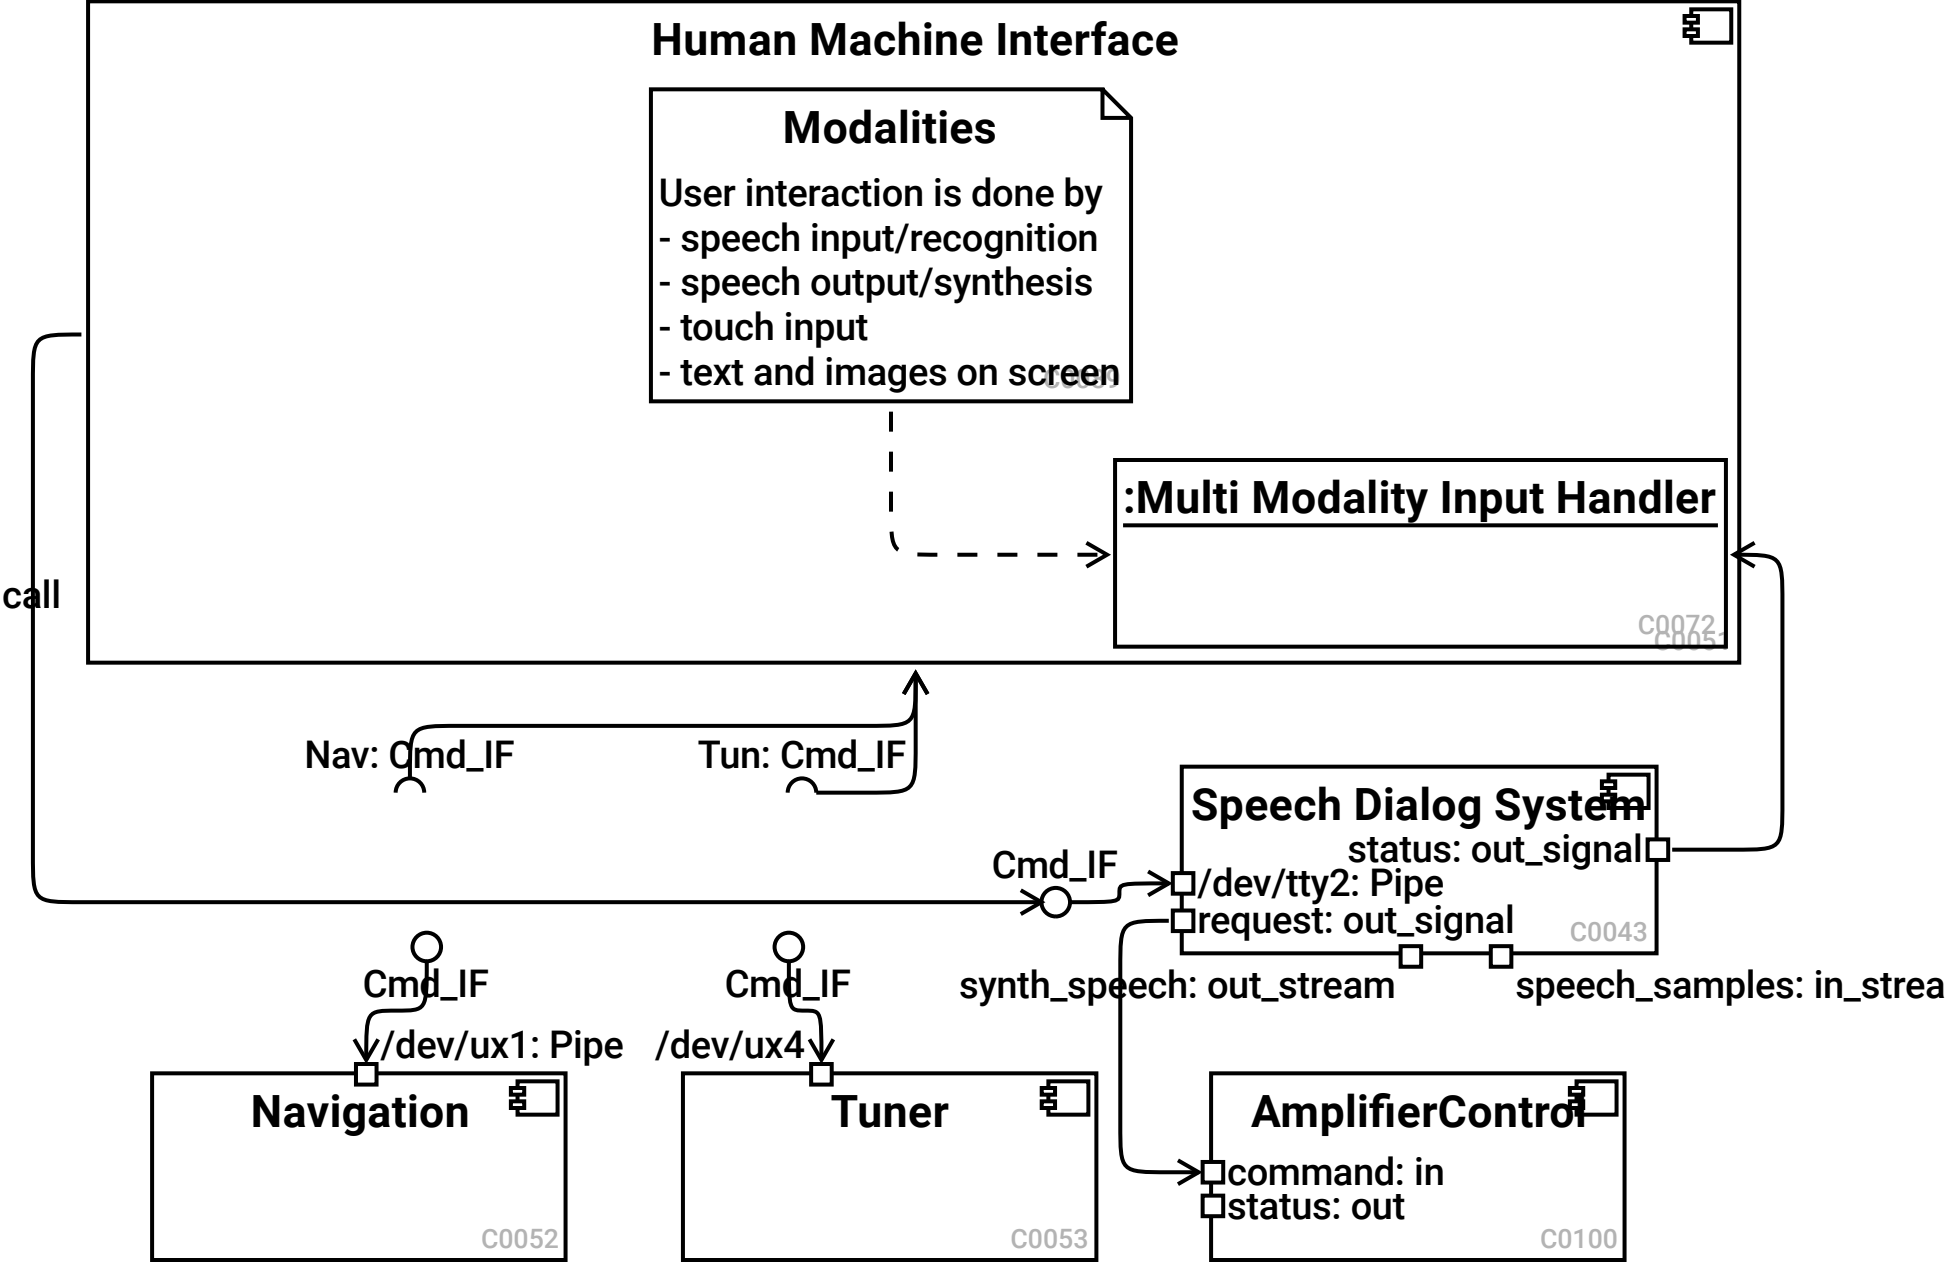 Human Machine Interface
Modalities
User interaction is done by
- speech input/recognition
- speech output/synthesis
- touch input
- text and images on screen
:Multi Modality Input Handler
call
C0072
Nav: Cmd_IF
Tun: Cmd_IF
Speech Dialog System
status: out_signal
Cmd_IF
/dev/tty2: Pipe
request: out_signal
C0043
Cmd_IF
Cmd_IF
synth_speech: out_stream
speech_samples: in_strea
/dev/ux1: Pipe
/dev/ux4
Navigation
Tuner
AmplifierControl
command: in
status: out
C0052
C0053
C0100